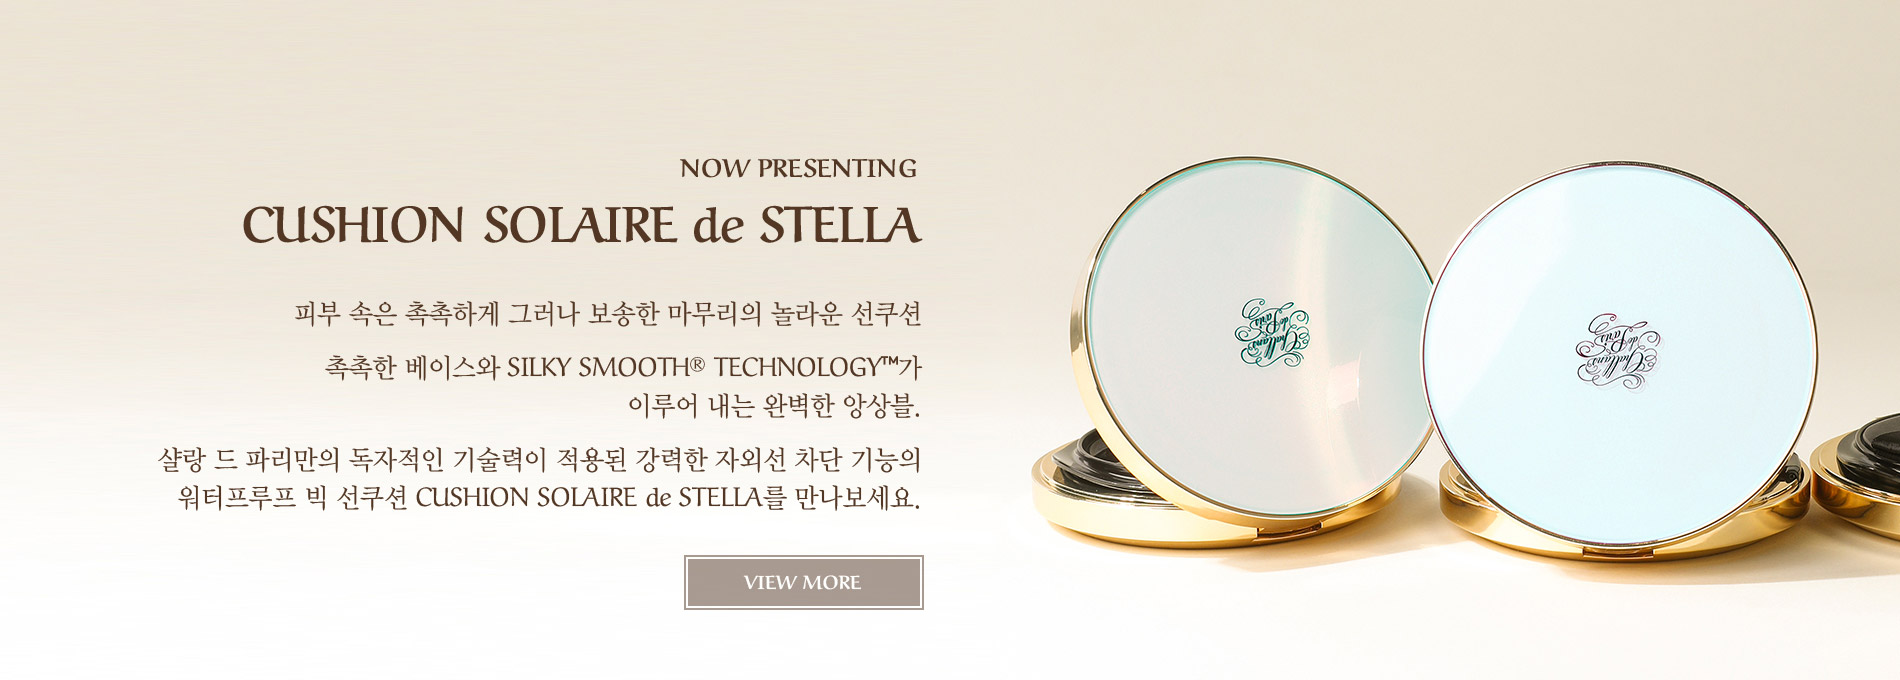 NOW PRESENTING
CUSHION SOLAIRE de STELLA
피부 속은 촉촉하게 그러나 보송한 마무리의 놀라운 선쿠션
촉촉한 베이스와 SILKY SMOOTH® TECHNOLOGY™가
이루어 내는 완벽한 앙상블.
샬랑 드 파리만의 독자적인 기술력이 적용된 강력한 자외선 차단 기능의
워터프루프 빅 선쿠션 CUSHION SOLAIRE de STELLA를 만나보세요.
VIEW MORE
Challans
de Paris
Challans
de Paris